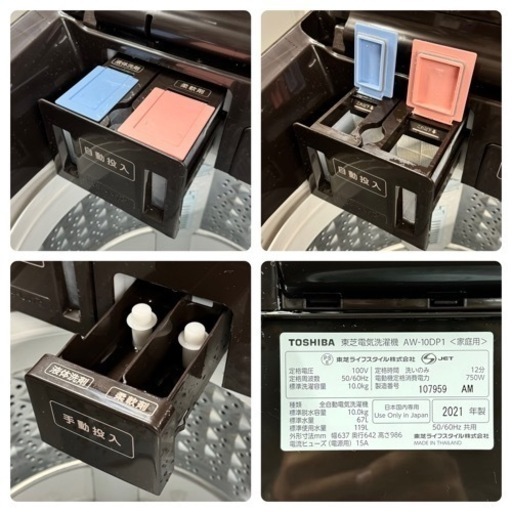 液体洗剤
柔軟剤
自動投入
自動投入
液体洗剤
柔軟剤
手動投入
TOSHIBA 東芝電気洗濯機 AW-10DP1 <家庭用>
東芝ライフスタイル株式会社 JET
定格電圧 100V
定格周波数 50/60Hz
標準洗濯容量 10.0kg
定格時間 洗いのみ 12分
電動機定格消費電力 750W
製造番号 107959 AM
種類 全自動電気洗濯機
標準脱水容量 10.0kg
標準水量 67L
標準使用水量 119L
外形寸法mm 幅637 奥行642 高さ986
電流ヒューズ (電源用) 15A
日本国内専用
Use Only in Japan
2021 年製
50/60Hz 共用
東芝ライフスタイル株式会社
MADE IN THAILAND